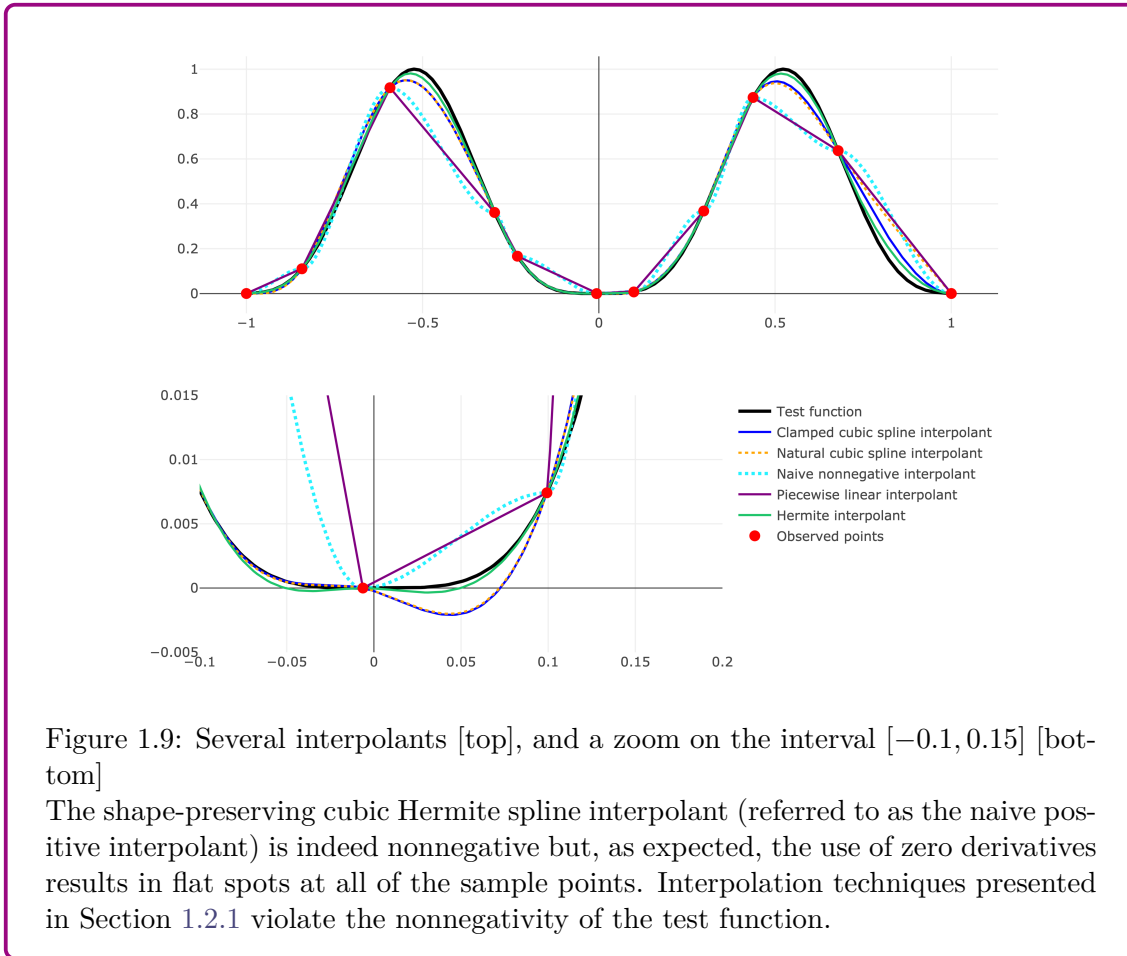 1
0.8
0.6
0.4
0.2
0
−1
−0.5
0
0.5
1
0.015
0.01
0.005
0
−0.005
−0.1
−0.05
0
0.05
0.1
0.15
0.2
Test function
Clamped cubic spline interpolant
Natural cubic spline interpolant
Naive nonnegative interpolant
Piecewise linear interpolant
Hermite interpolant
Observed points
Figure 1.9: Several interpolants [top], and a zoom on the interval [−0.1, 0.15] [bot-
tom]
The shape-preserving cubic Hermite spline interpolant (referred to as the naive pos-
itive interpolant) is indeed nonnegative but, as expected, the use of zero derivatives
results in flat spots at all of the sample points. Interpolation techniques presented
in Section 1.2.1 violate the nonnegativity of the test function.